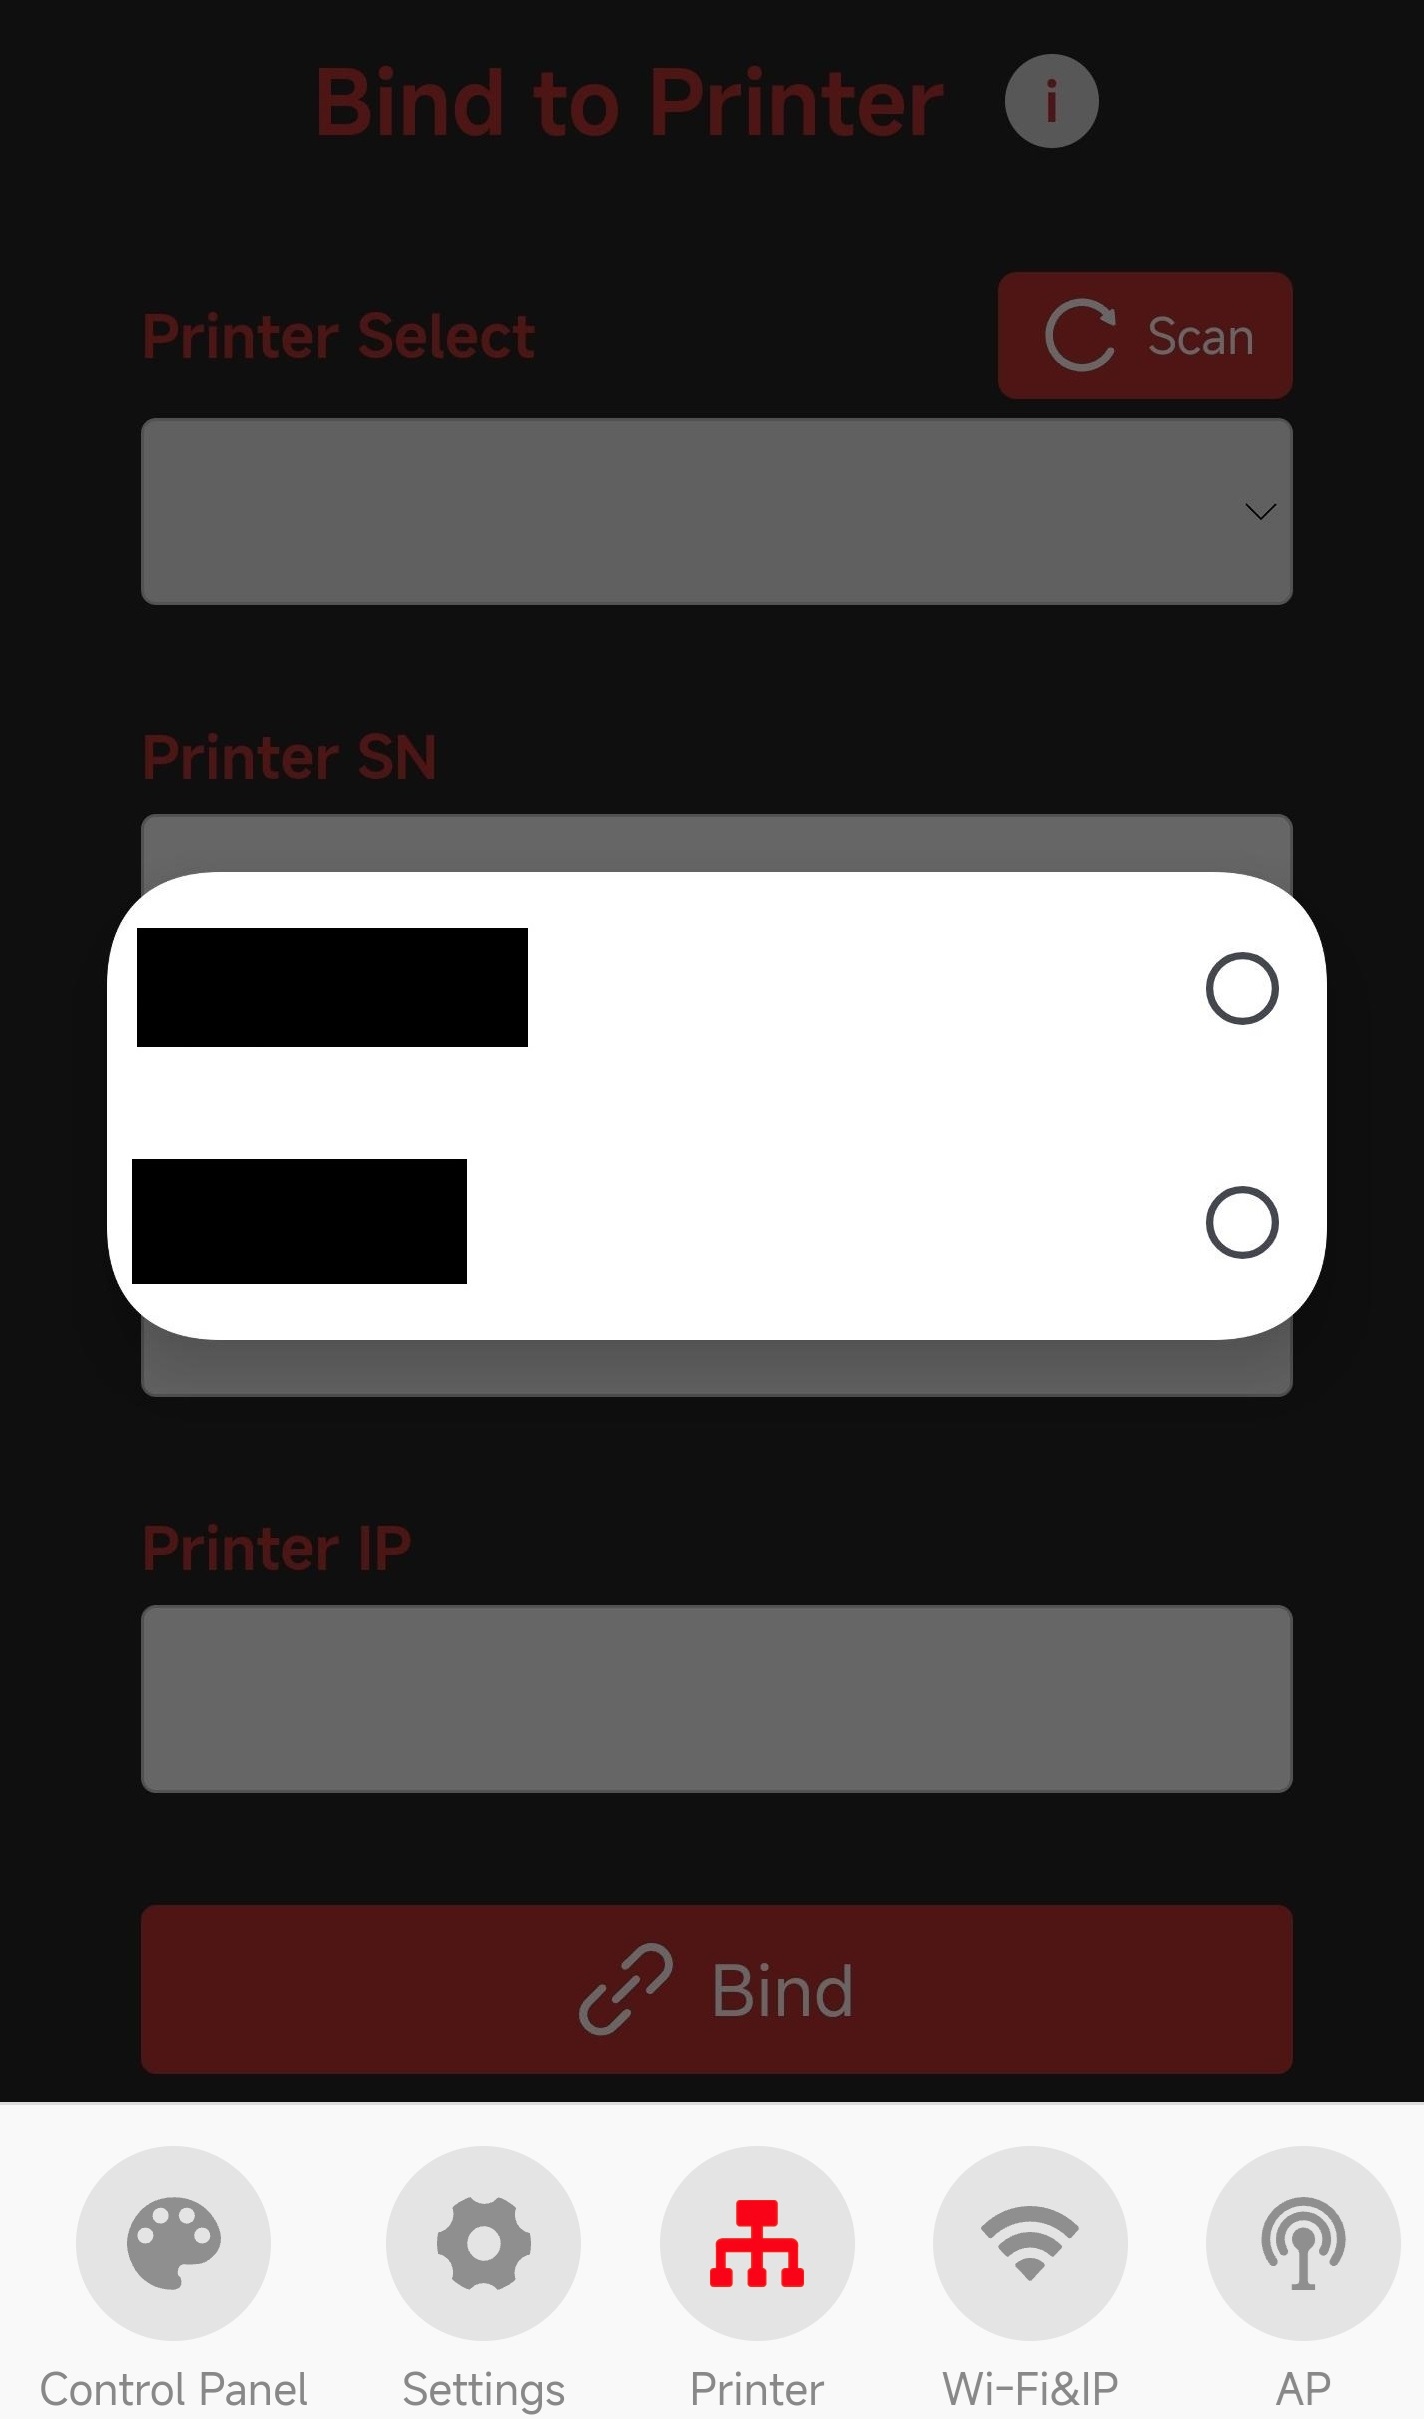 Bind to Printer i
Printer Select
Scan
Printer SN
Printer IP
Bind
Control Panel Settings Printer Wi-Fi&IP AP